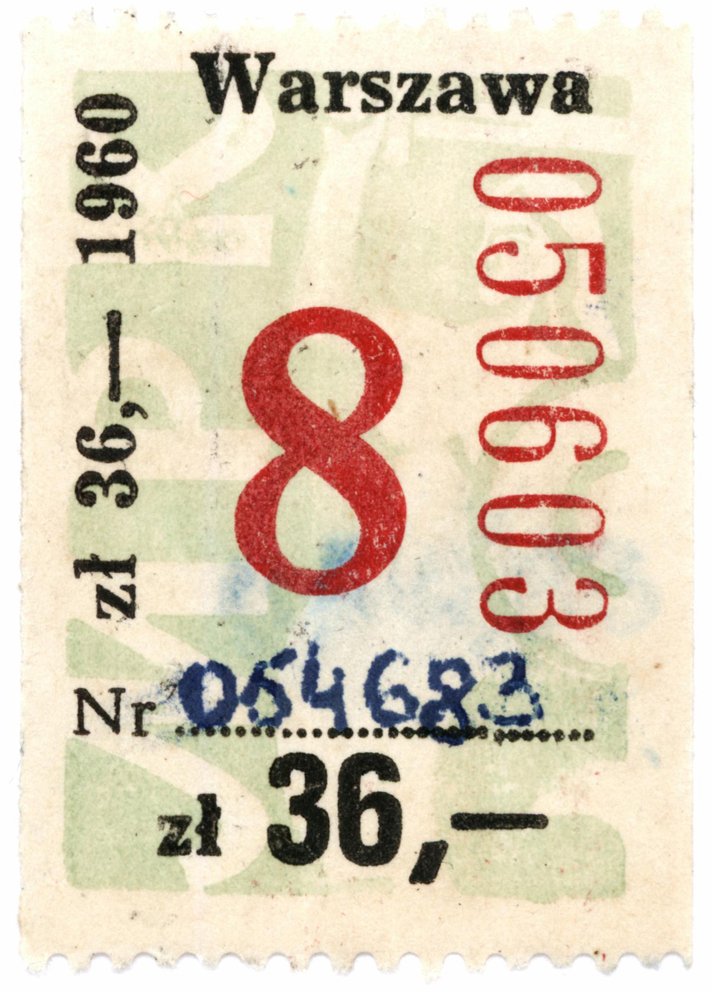 Warszawa
zł 36,— 1960
050603
8
Nr 054683
zł 36,—